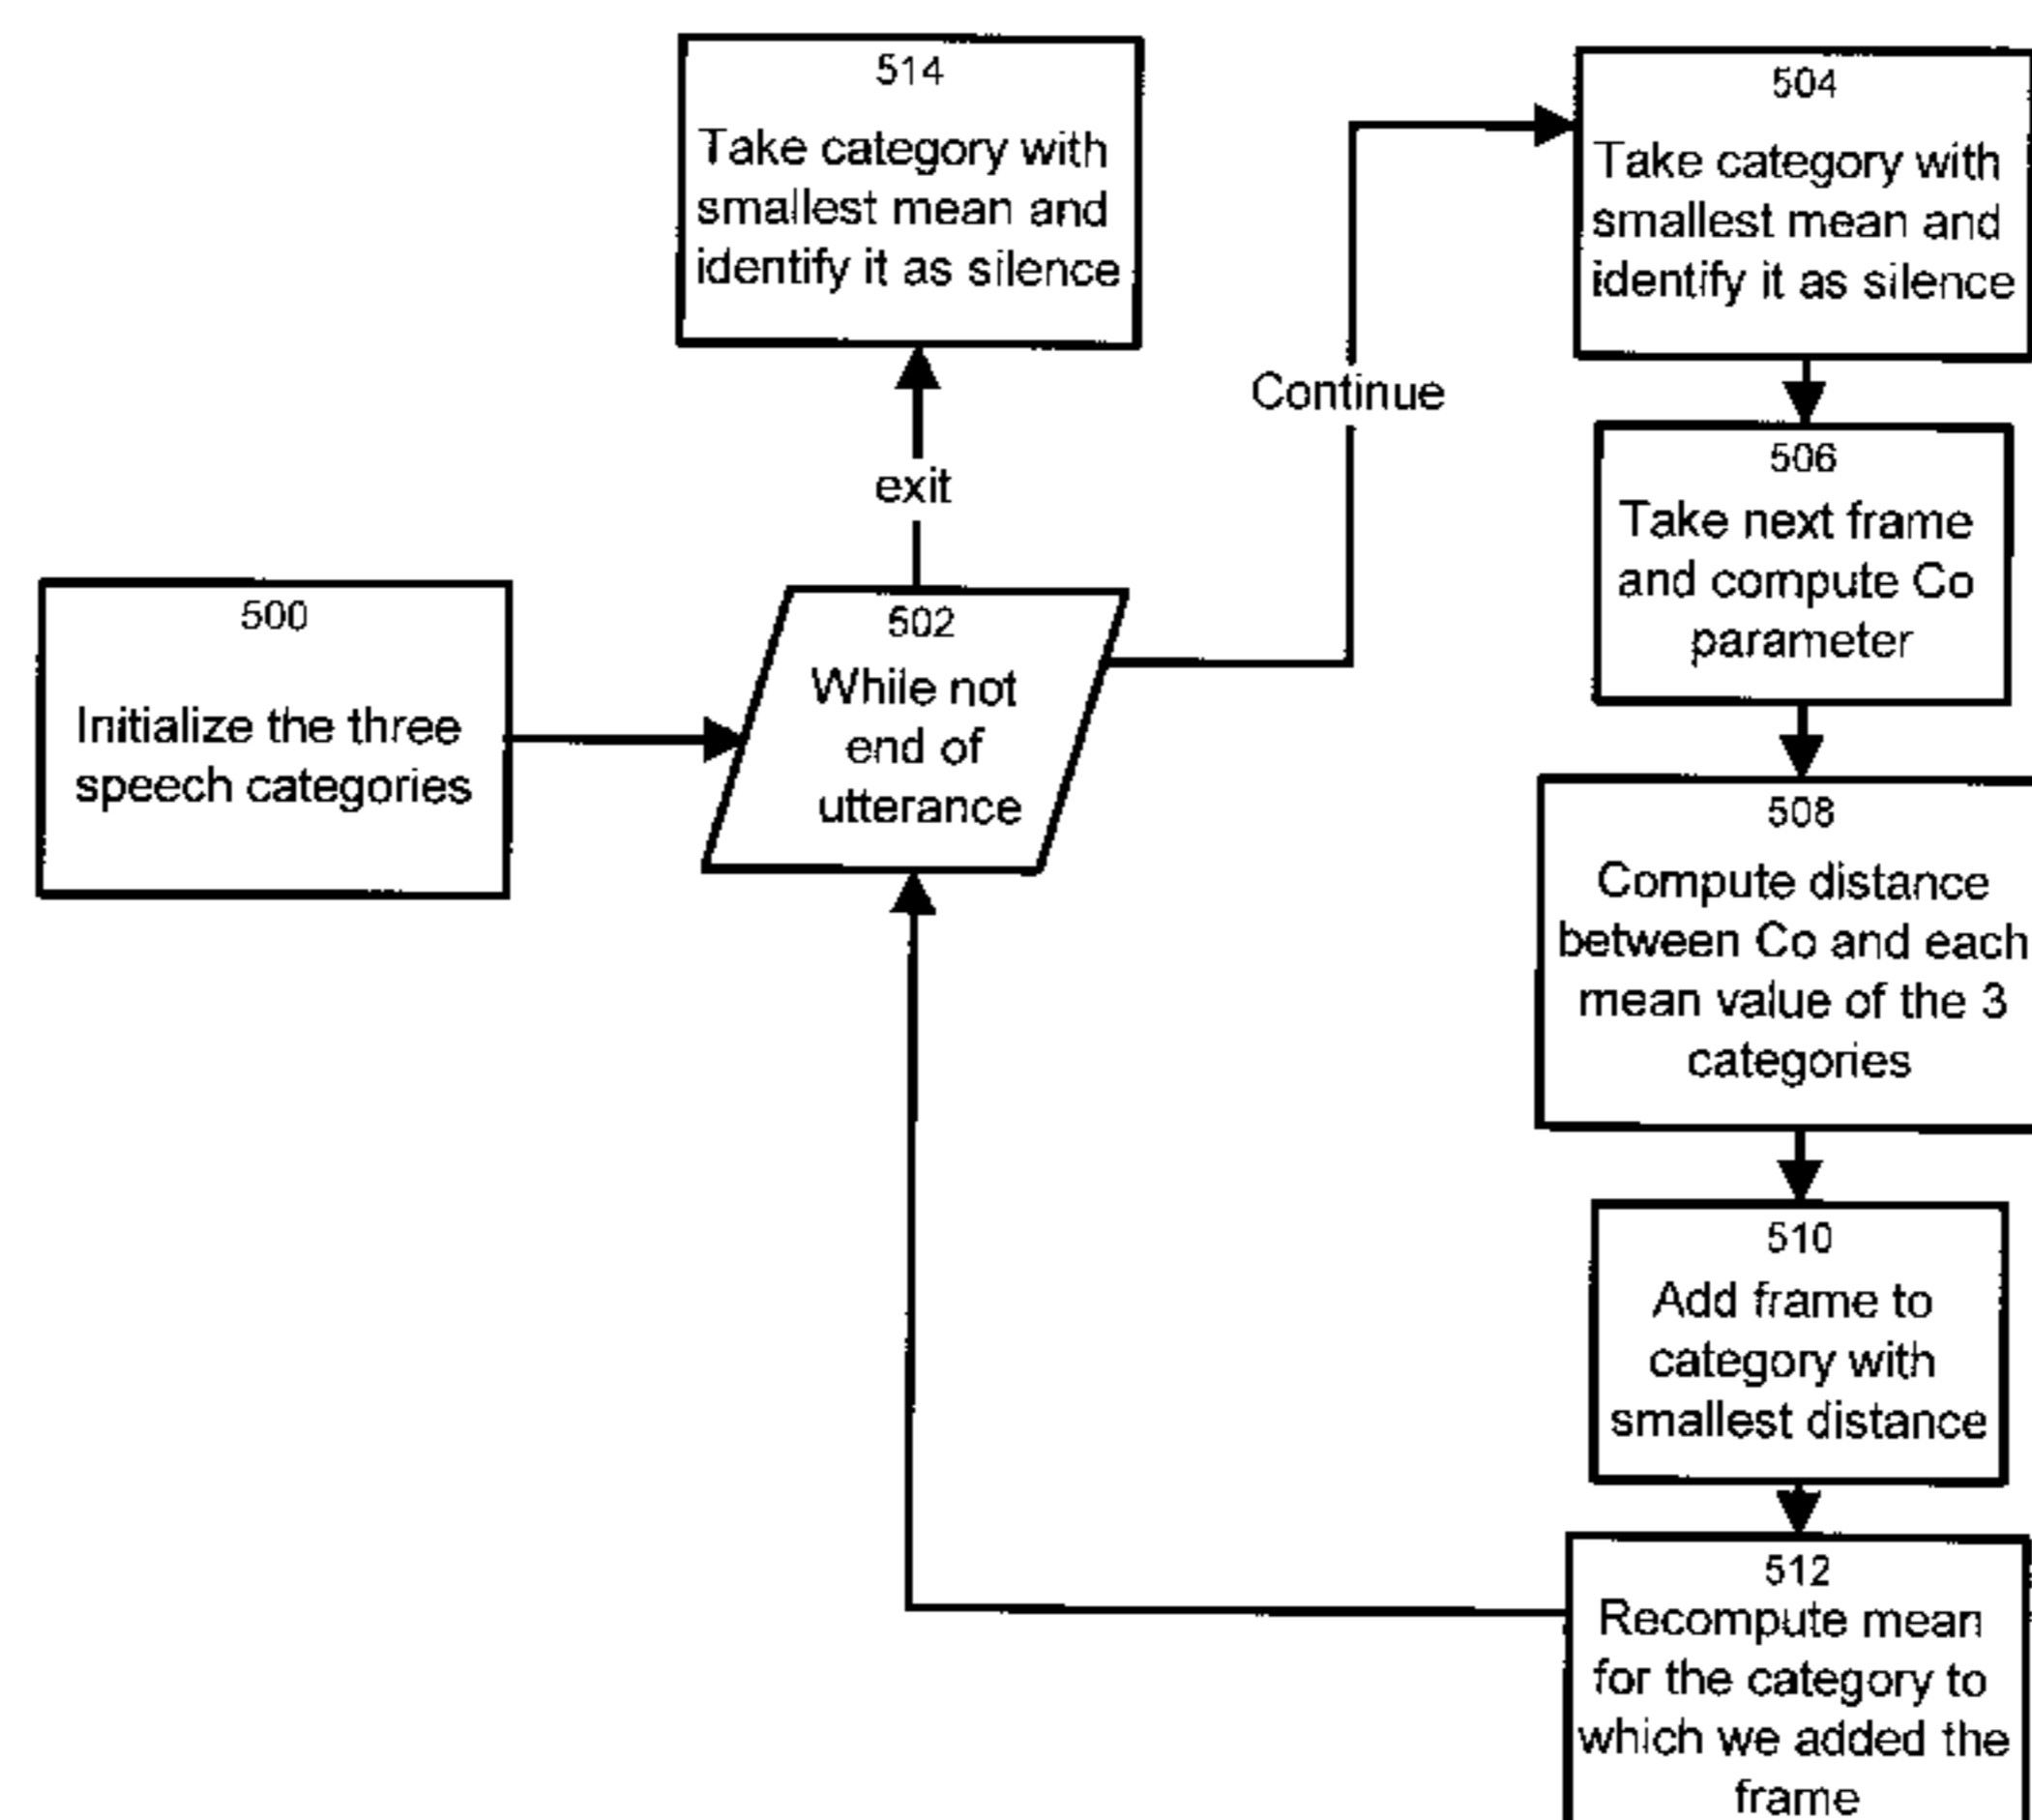 514
Take category with
smallest mean and
identify it as silence
504
Take category with
smallest mean and
identify it as silence
Continue
exit
506
Take next frame
and compute Co
parameter
500
Initialize the three
speech categories
502
While not
end of
utterance
508
Compute distance
between Co and each
mean value of the 3
categories
510
Add frame to
category with
smallest distance
512
Recompute mean
for the category to
which we added the
frame